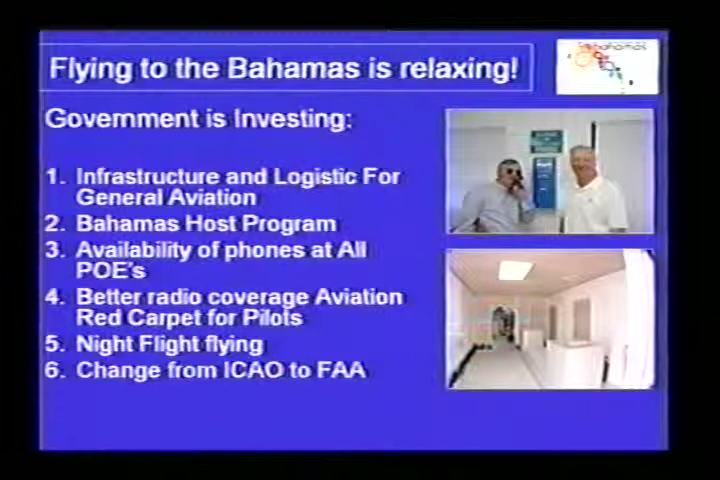 Flying to the Bahamas is relaxing!
bahamas
Government is Investing:
1. Infrastructure and Logistic For
General Aviation
2. Bahamas Host Program
3. Availability of phones at All
POE's
4. Better radio coverage Aviation
Red Carpet for Pilots
5. Night Flight flying
6. Change from ICAO to FAA